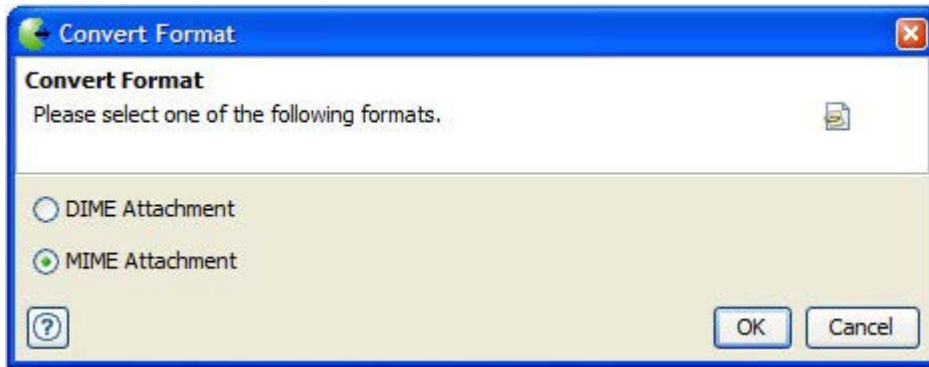 Convert Format
Convert Format
Please select one of the following formats.
DIME Attachment
MIME Attachment
?
OK Cancel